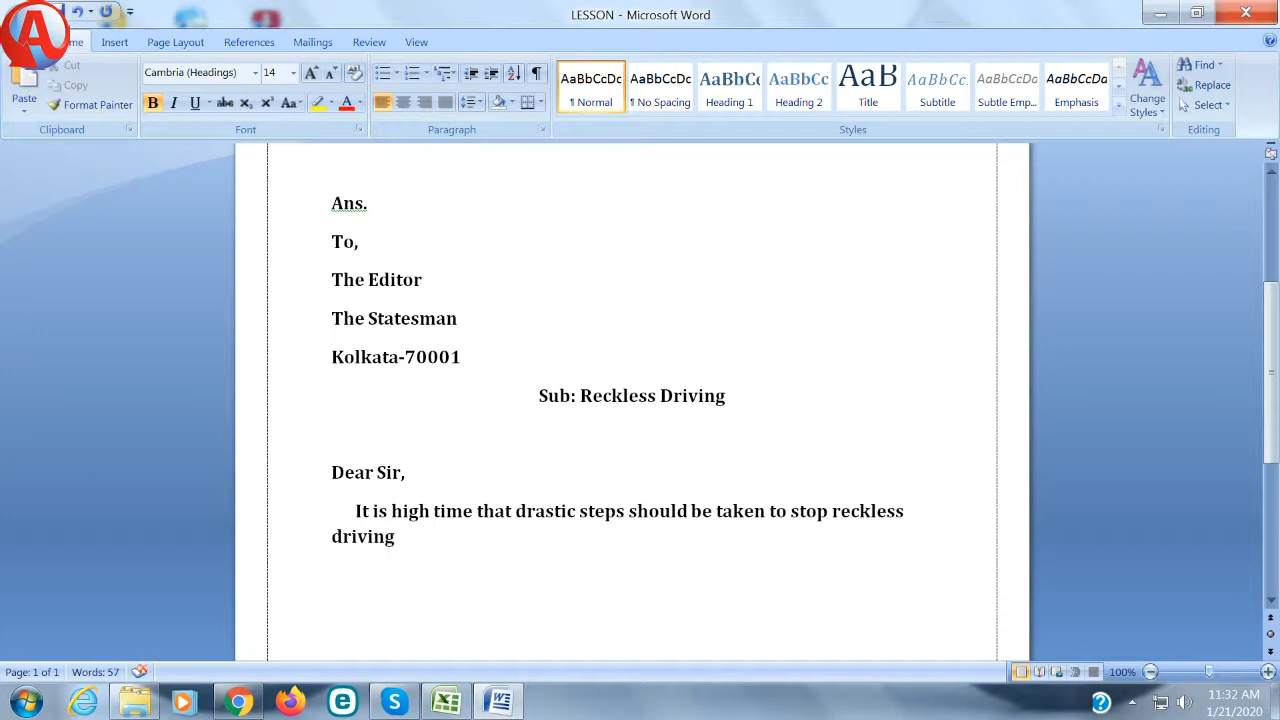 LESSON - Microsoft Word
Insert Page Layout References Mailings Review View
Cut
Copy
Format Painter
Paste
Clipboard
Cambria (Headings) 14
B I U abc x₂ x² Aa A
Font
Paragraph
AaBbCcDc AaBbCcDc AaBbCc AaBbCc AaB AaBbCc. AaBbCcDa AaBbCcDa
¶ Normal ¶ No Spacing Heading 1 Heading 2 Title Subtitle Subtle Emp... Emphasis
Change Styles
Styles
Find
Replace
Select
Editing
Ans.
To,
The Editor
The Statesman
Kolkata-70001
Sub: Reckless Driving
Dear Sir,
It is high time that drastic steps should be taken to stop reckless
driving
Page: 1 of 1 Words: 57 100%
11:32 AM
1/21/2020